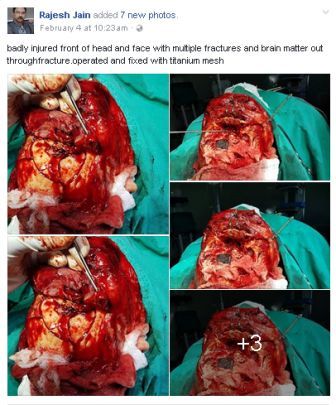 Rajesh Jain added 7 new photos.
February 4 at 10:23am ·
badly injured front of head and face with multiple fractures and brain matter out
throughfracture.operated and fixed with titanium mesh
+3